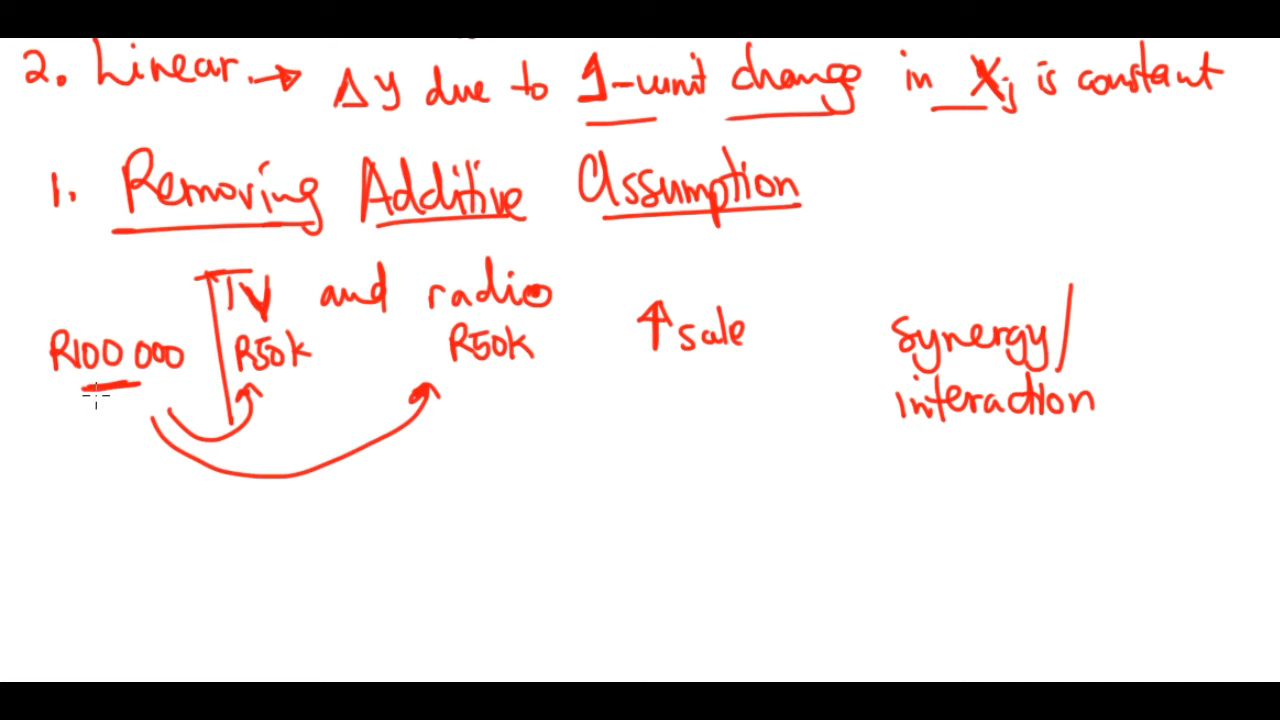 2. Linear. → Δy due to 1-unit change in Xj is constant
1. Removing Additive Assumption
TV and radio
R100 000 R50k R50k ↑ sale synergy/
interaction